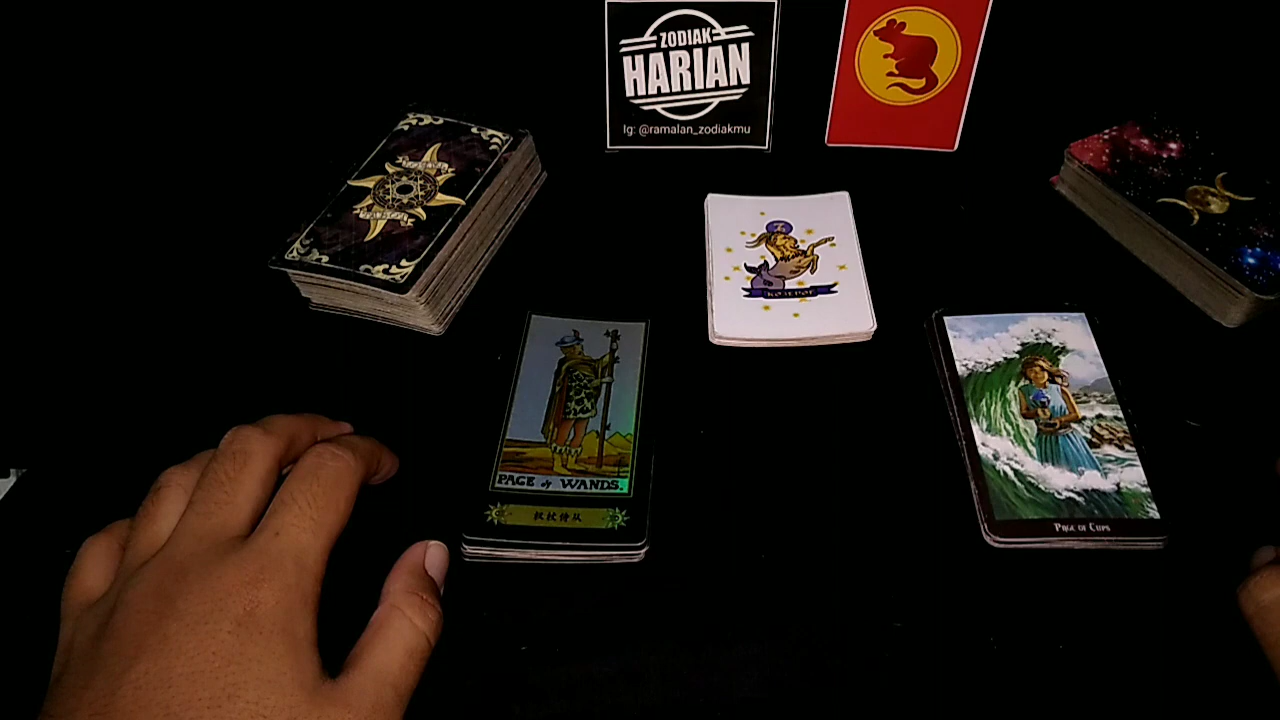 ZODIAK
HARIAN
Ig: @ramalan_zodiakmu
PAGE of WANDS.
权杖侍从
PAGE OF CUPS